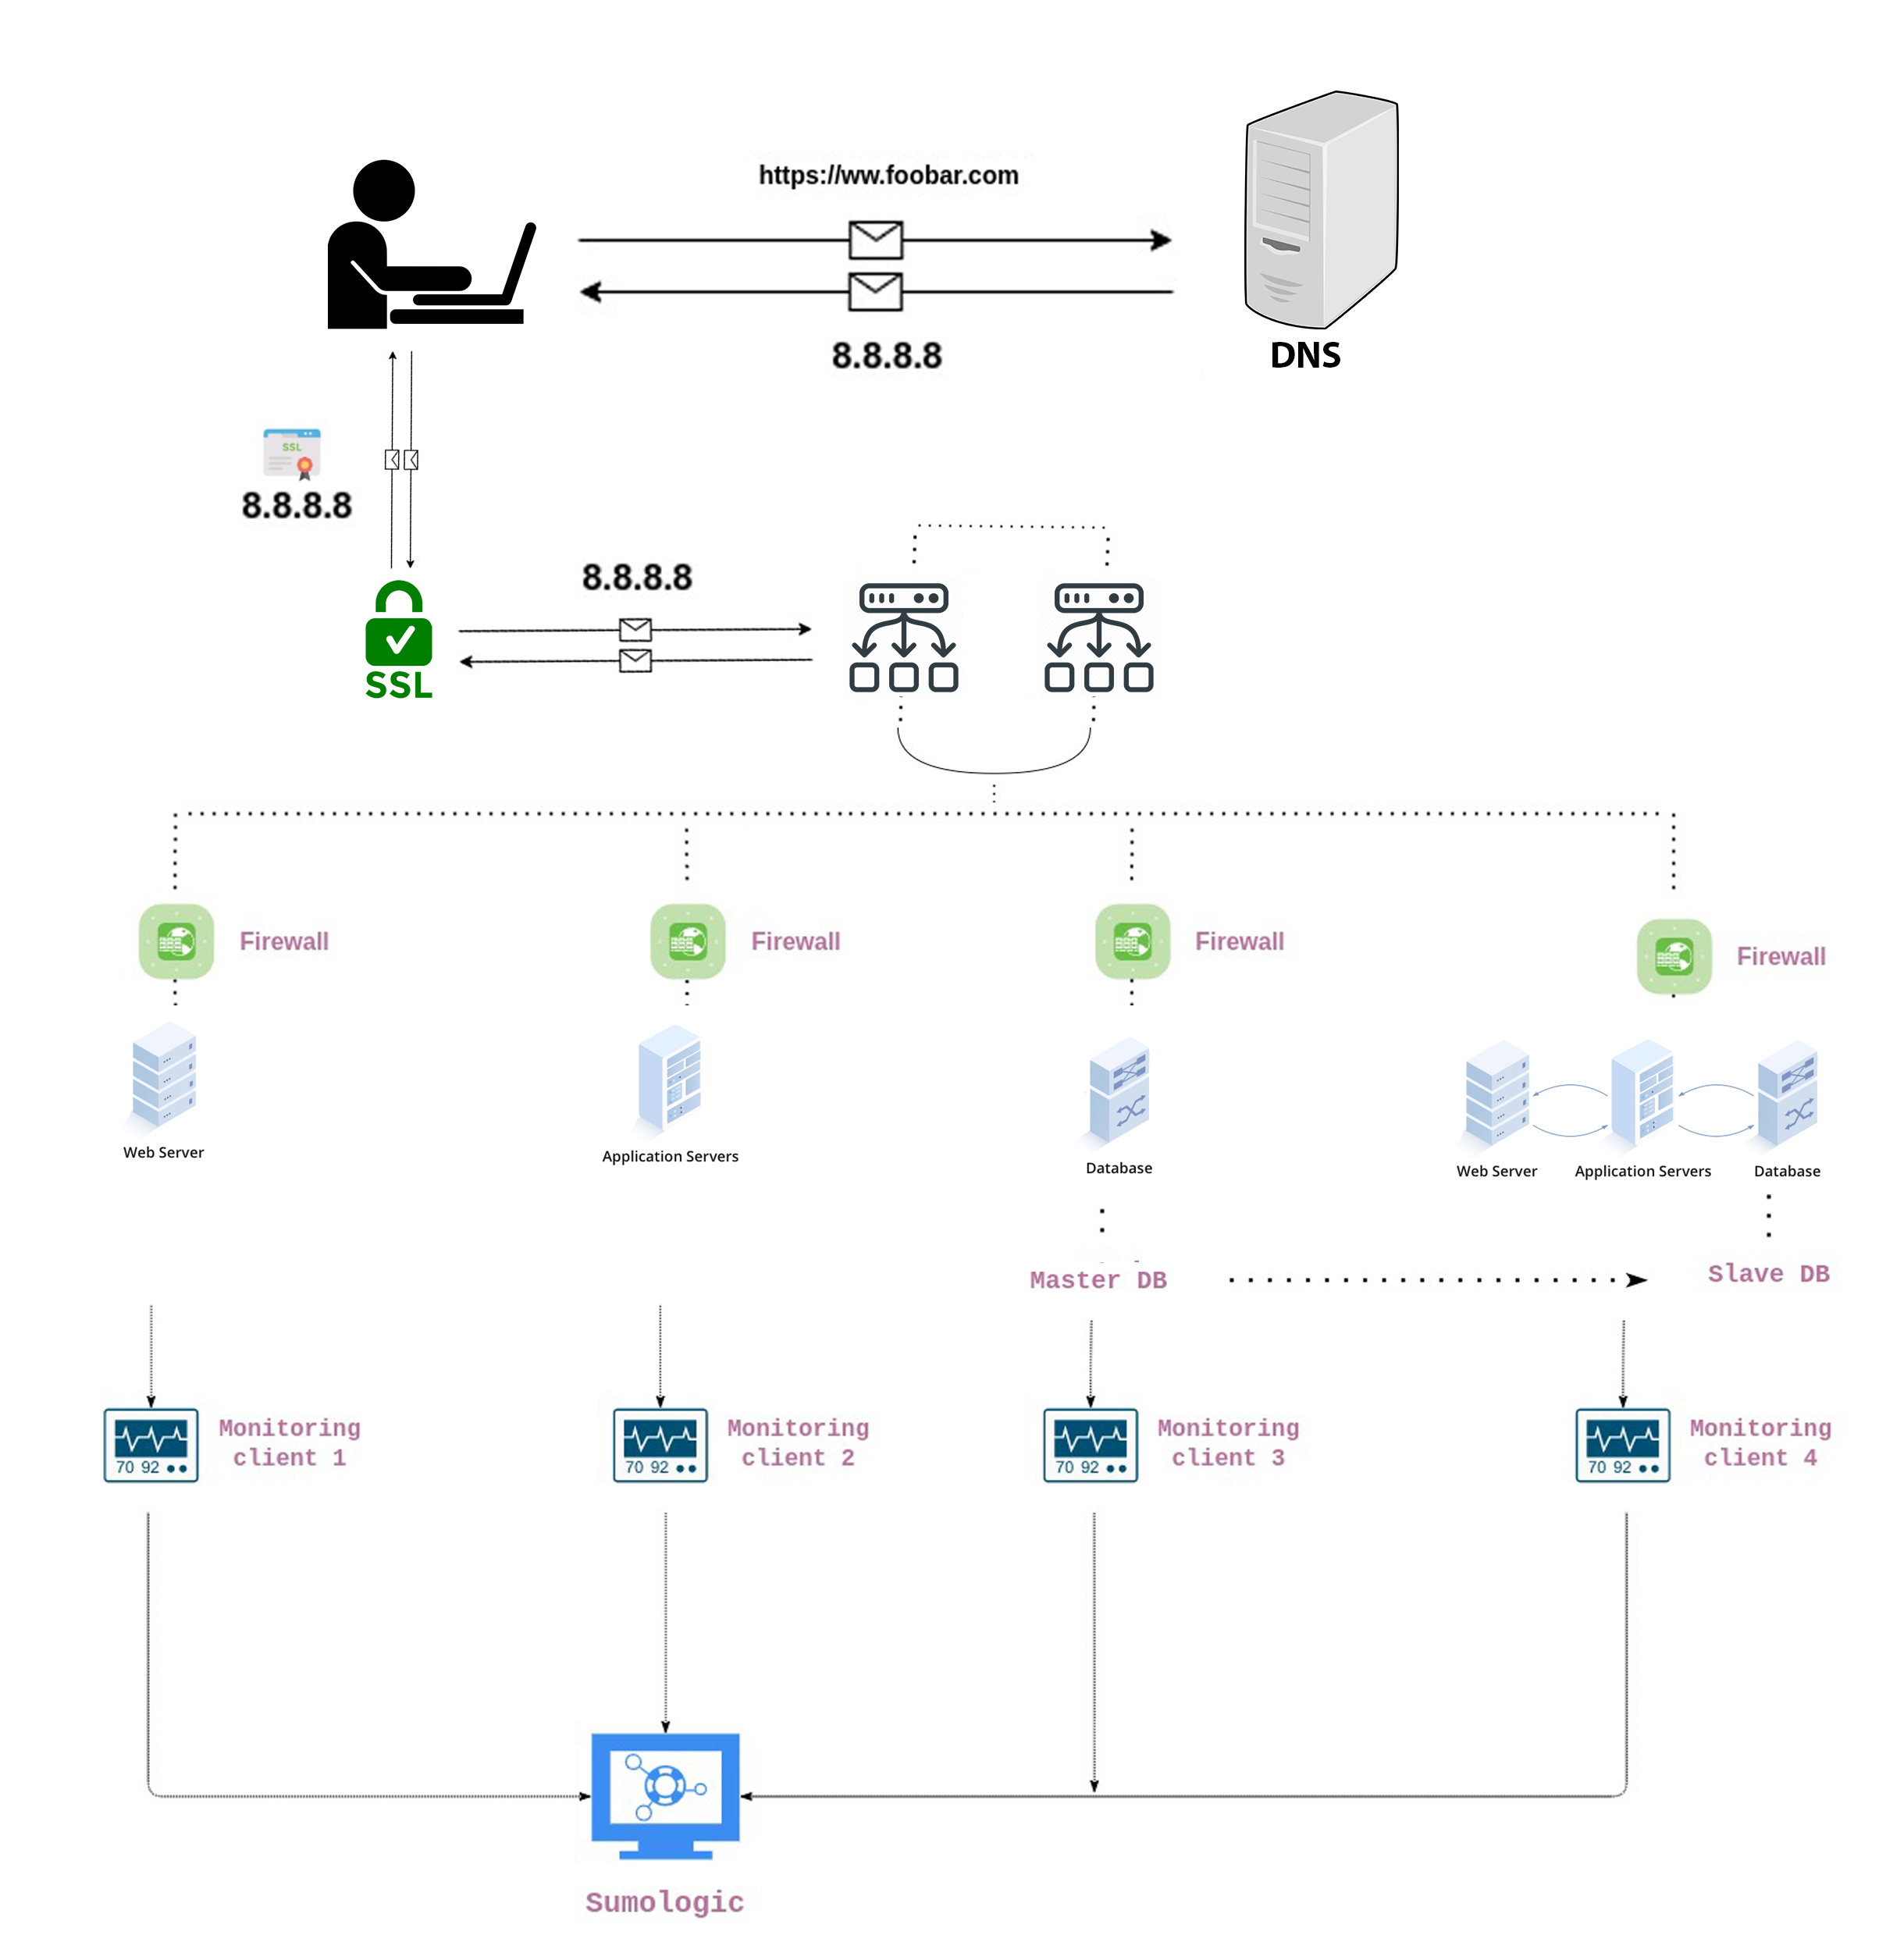 https://ww.foobar.com
8.8.8.8
DNS
SSL
8.8.8.8
8.8.8.8
SSL
Firewall
Firewall
Firewall
Firewall
Web Server
Application Servers
Database
Web Server
Application Servers
Database
Master DB
Slave DB
Monitoring
client 1
70 92
Monitoring
client 2
70 92
Monitoring
client 3
70 92
Monitoring
client 4
70 92
Sumologic